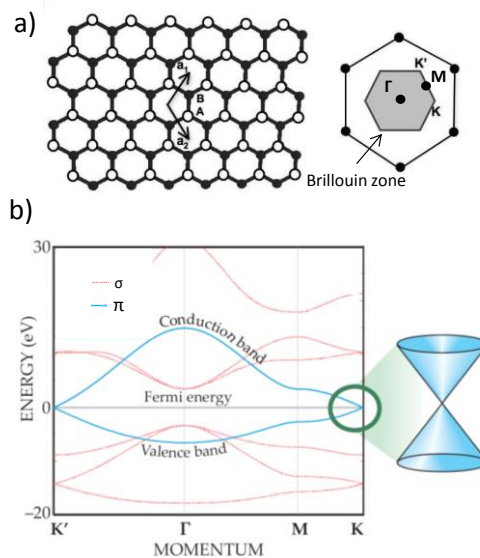 a)
a₁
B
A
a₂
K'
M
Γ
K
Brillouin zone
b)
ENERGY (eV)
30
0
–20
σ
π
Conduction band
Fermi energy
Valence band
K' Γ M K
MOMENTUM